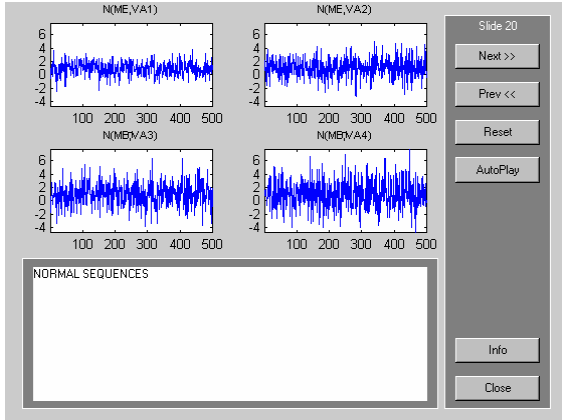 N(ME,VA1)
6
4
2
0
-2
-4
100 200 300 400 500
N(ME,VA2)
6
4
2
0
-2
-4
100 200 300 400 500
N(ME,VA3)
6
4
2
0
-2
-4
100 200 300 400 500
N(ME,VA4)
6
4
2
0
-2
-4
100 200 300 400 500
NORMAL SEQUENCES
Slide 20
Next >>
Prev <<
Reset
AutoPlay
Info
Close